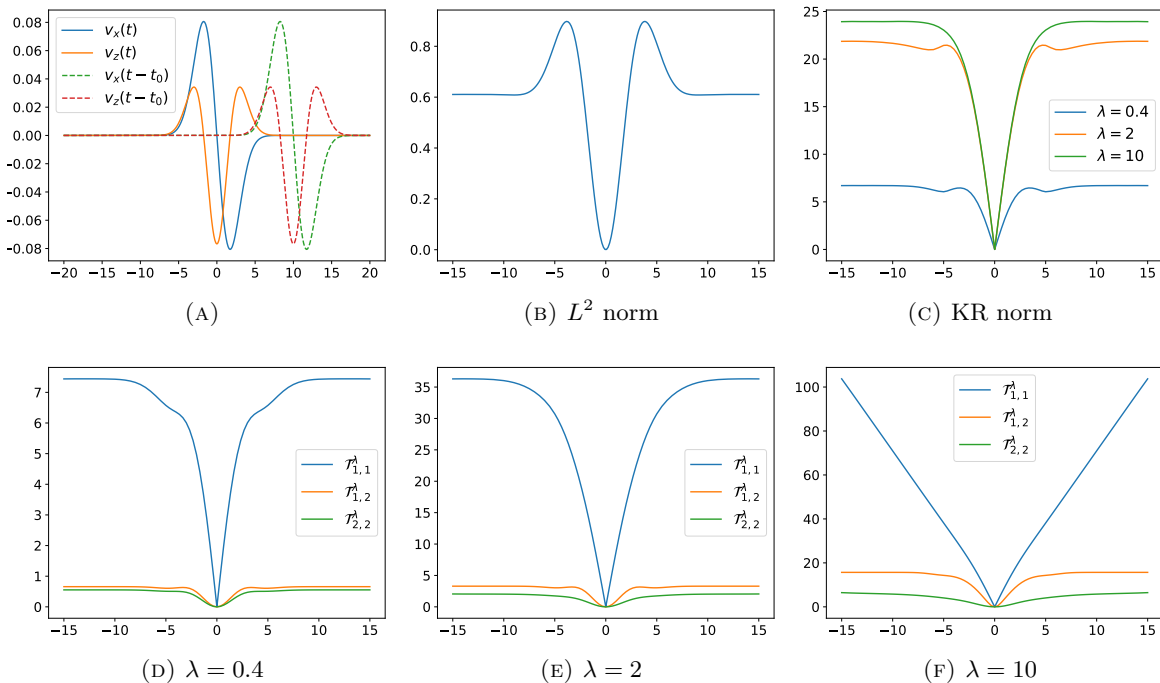 0.08
0.06
0.04
0.02
0.00
-0.02
-0.04
-0.06
-0.08
−20 −15 −10 −5 0 5 10 15 20
v_x(t)
v_z(t)
v_x(t − t_0)
v_z(t − t_0)
(A)
0.8
0.6
0.4
0.2
0.0
−15 −10 −5 0 5 10 15
(B) L^2 norm
25
20
15
10
5
0
−15 −10 −5 0 5 10 15
λ = 0.4
λ = 2
λ = 10
(C) KR norm
7
6
5
4
3
2
1
0
−15 −10 −5 0 5 10 15
𝒯^λ_{1,1}
𝒯^λ_{1,2}
𝒯^λ_{2,2}
(D) λ = 0.4
35
30
25
20
15
10
5
0
−15 −10 −5 0 5 10 15
𝒯^λ_{1,1}
𝒯^λ_{1,2}
𝒯^λ_{2,2}
(E) λ = 2
100
80
60
40
20
0
−15 −10 −5 0 5 10 15
𝒯^λ_{1,1}
𝒯^λ_{1,2}
𝒯^λ_{2,2}
(F) λ = 10